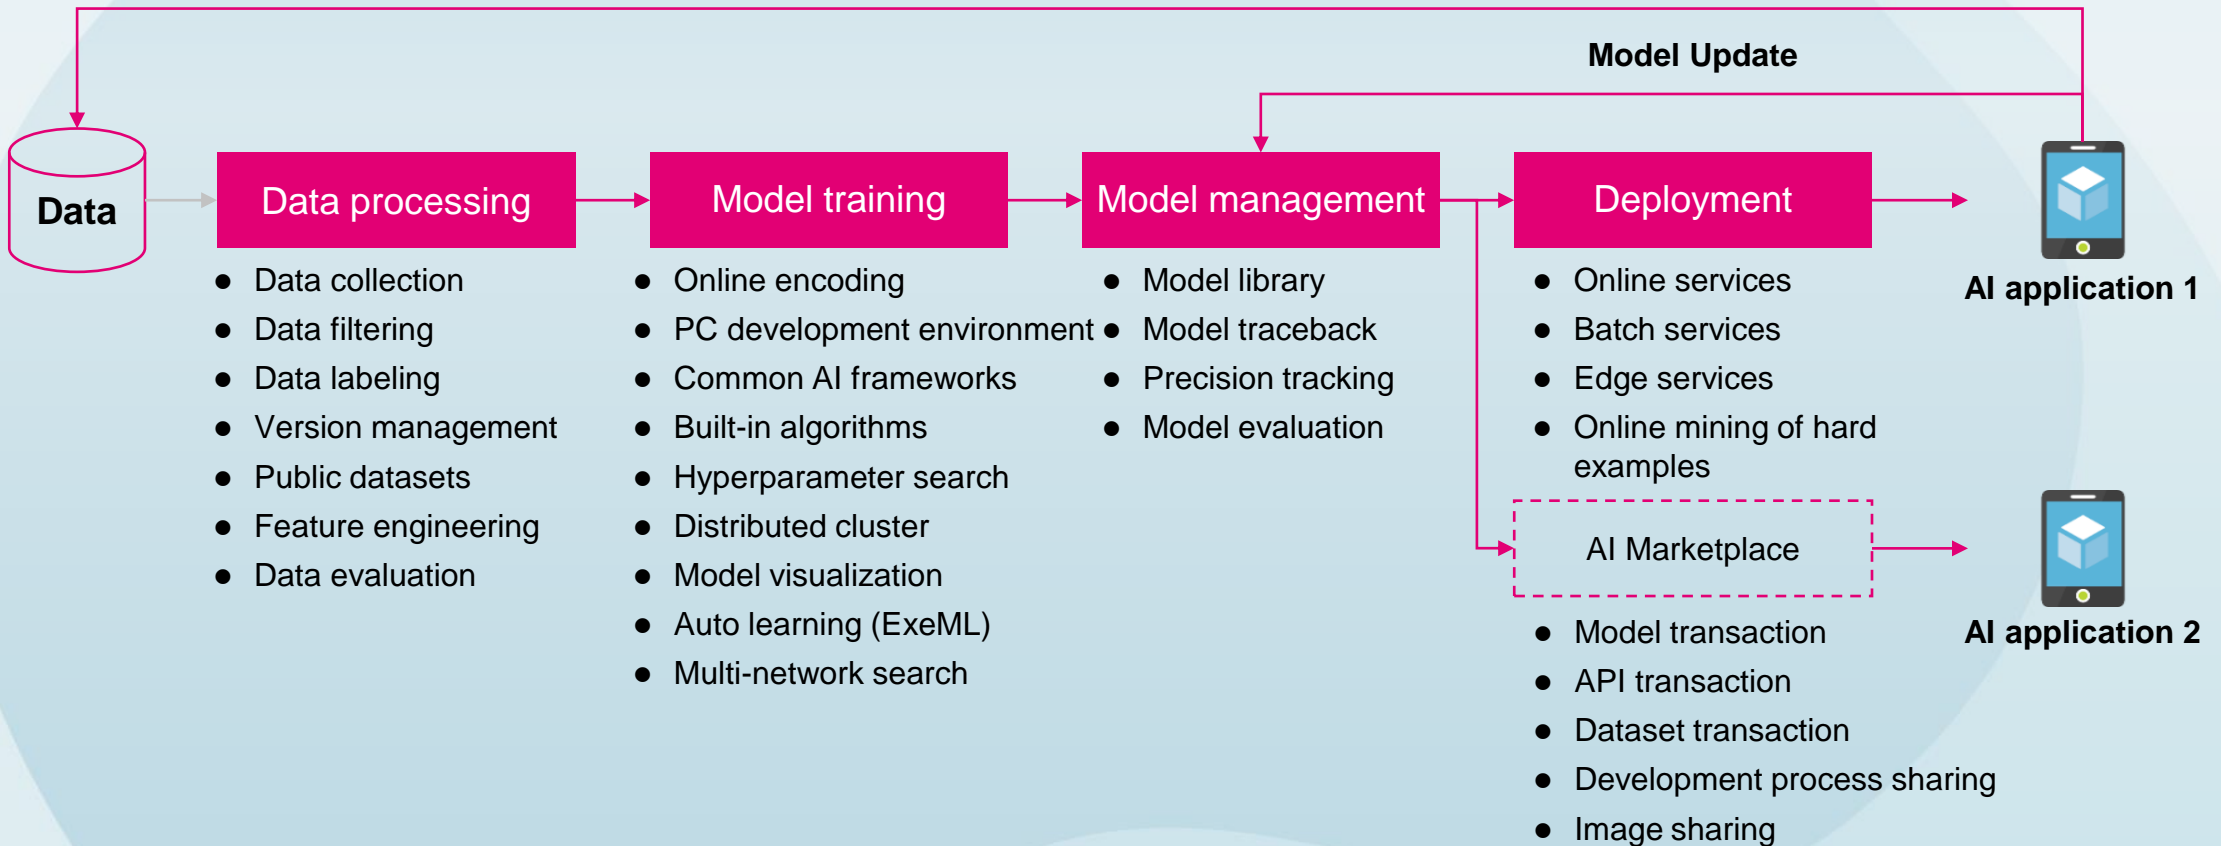 Model Update
Data
Data processing
Data collection
Data filtering
Data labeling
Version management
Public datasets
Feature engineering
Data evaluation
Model training
Online encoding
PC development environment
Common AI frameworks
Built-in algorithms
Hyperparameter search
Distributed cluster
Model visualization
Auto learning (ExeML)
Multi-network search
Model management
Model library
Model traceback
Precision tracking
Model evaluation
Deployment
Online services
Batch services
Edge services
Online mining of hard
examples
AI Marketplace
Model transaction
API transaction
Dataset transaction
Development process sharing
Image sharing
AI application 1
AI application 2